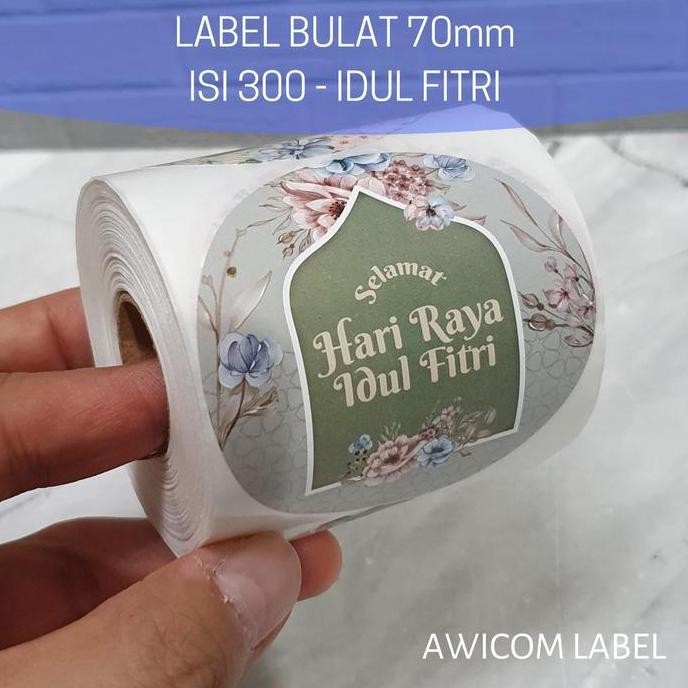 LABEL BULAT 70mm
ISI 300 - IDUL FITRI
Selamat
Hari Raya
Idul Fitri
AWICOM LABEL